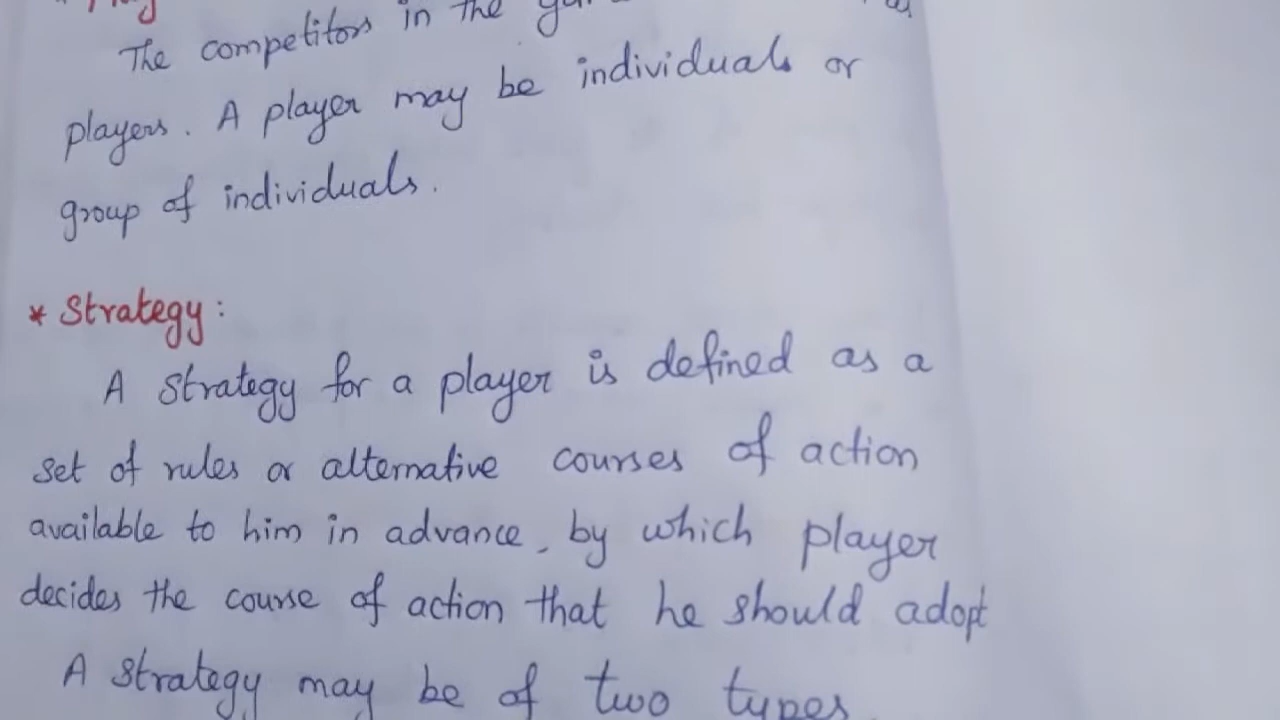 The competitors in the
players. A player may be individuals or
group of individuals.
* Strategy:
A strategy for a player is defined as a
set of rules or alternative courses of action
available to him in advance, by which player
decides the course of action that he should adopt
A strategy may be of two types.